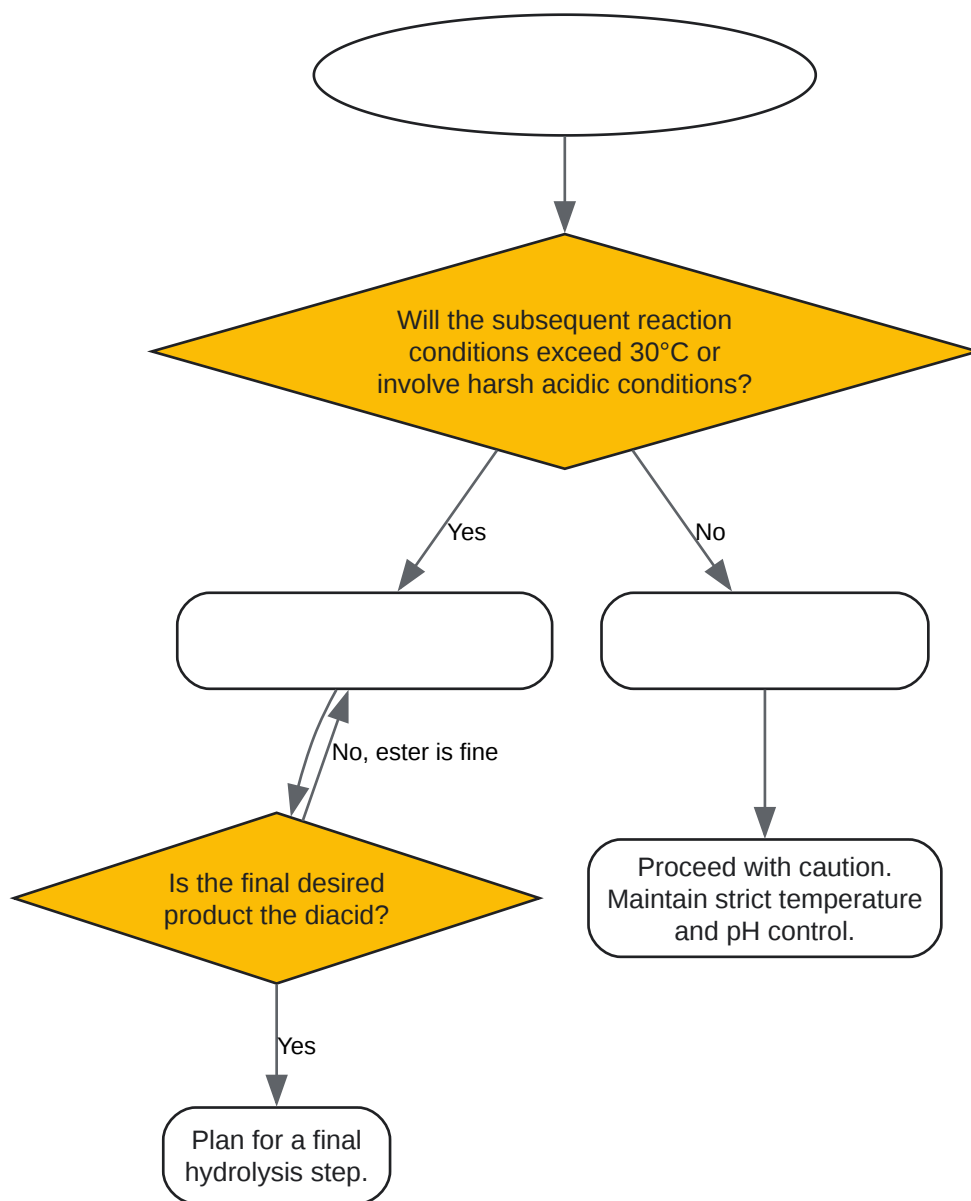 Will the subsequent reaction
conditions exceed 30°C or
involve harsh acidic conditions?
Yes
No
No, ester is fine
Is the final desired
product the diacid?
Proceed with caution.
Maintain strict temperature
and pH control.
Yes
Plan for a final
hydrolysis step.